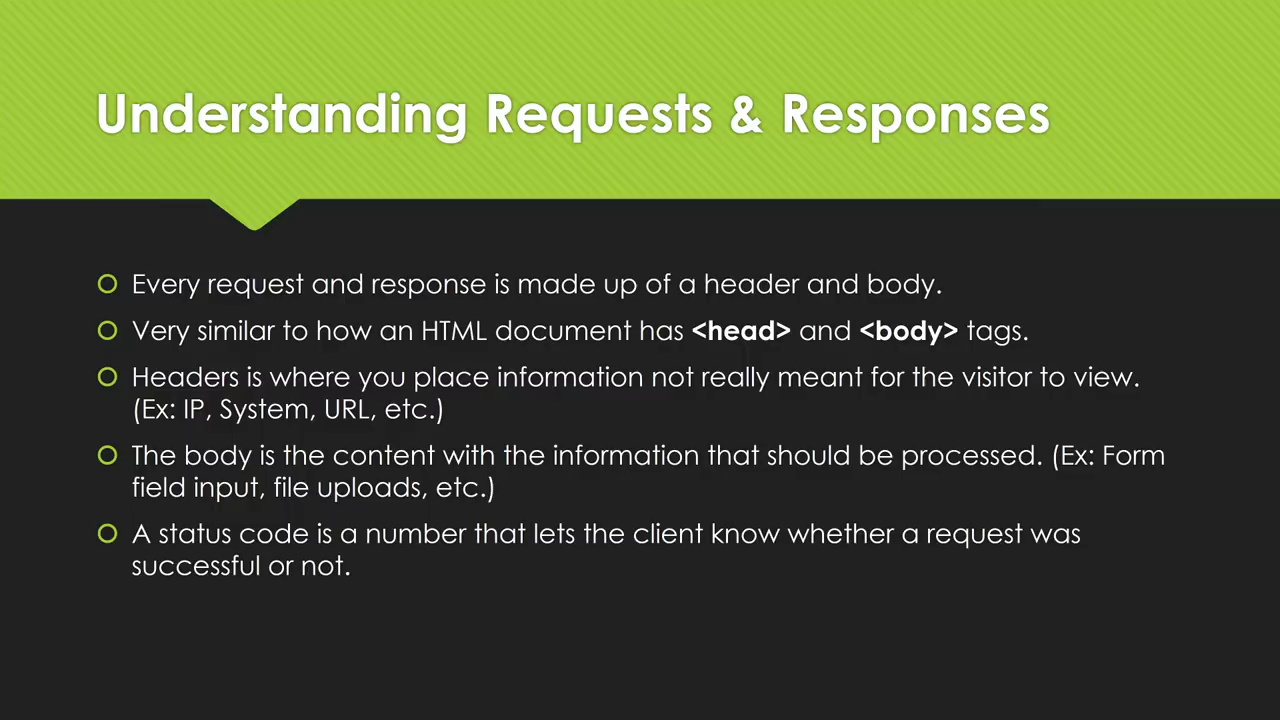 Understanding Requests & Responses
Every request and response is made up of a header and body.
Very similar to how an HTML document has <head> and <body> tags.
Headers is where you place information not really meant for the visitor to view.
(Ex: IP, System, URL, etc.)
The body is the content with the information that should be processed. (Ex: Form
field input, file uploads, etc.)
A status code is a number that lets the client know whether a request was
successful or not.